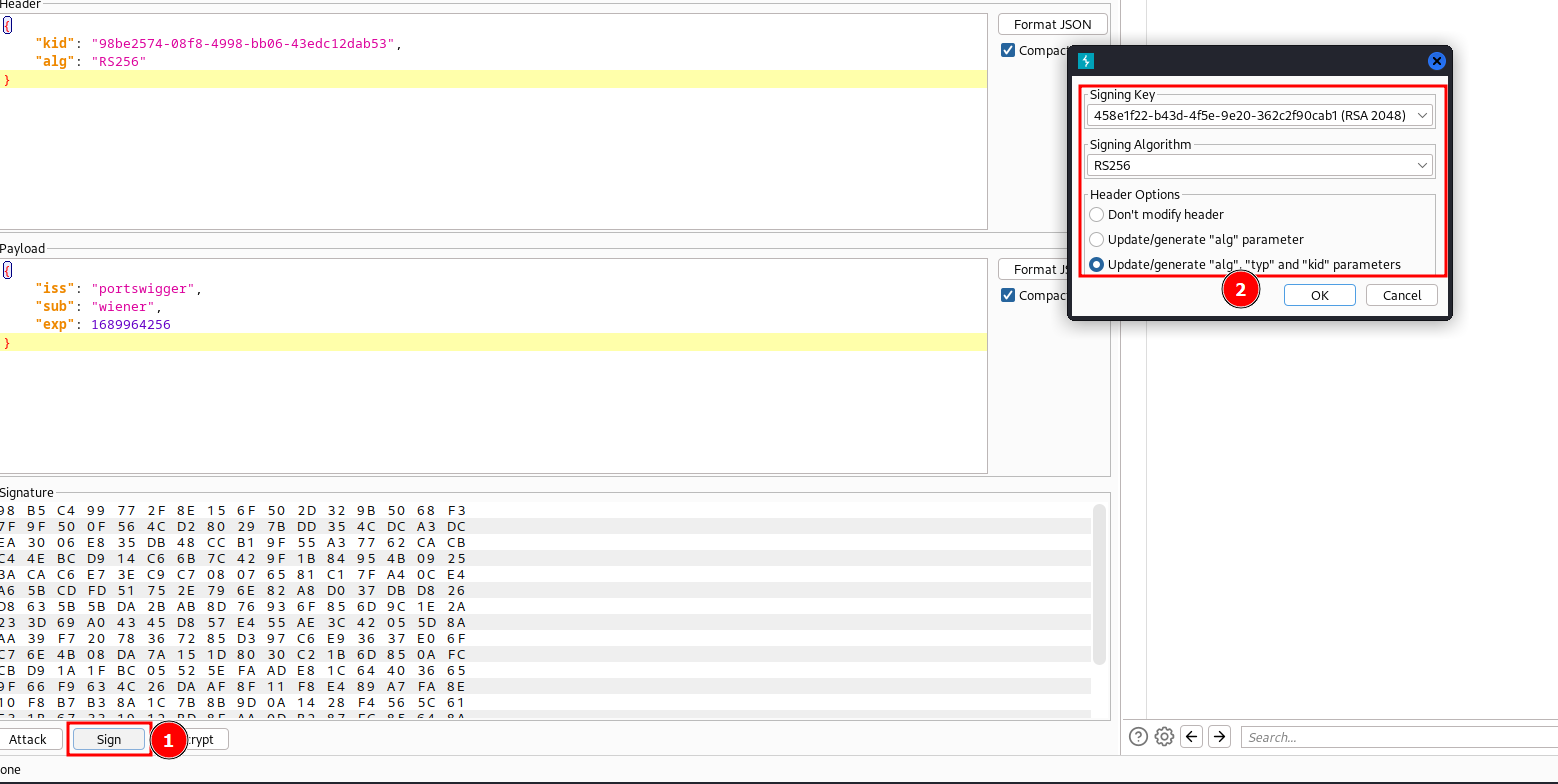 Header
{
"kid": "98be2574-08f8-4998-bb06-43edc12dab53",
"alg": "RS256"
}
Format JSON
Compact
Signing Key
458e1f22-b43d-4f5e-9e20-362c2f90cab1 (RSA 2048)
Signing Algorithm
RS256
Header Options
Don't modify header
Update/generate "alg" parameter
Update/generate "alg", "typ" and "kid" parameters
2
OK
Cancel
Payload
{
"iss": "portswigger",
"sub": "wiener",
"exp": 1689964256
}
Format JS
Compac
Signature
98 B5 C4 99 77 2F 8E 15 6F 50 2D 32 9B 50 68 F3
7F 9F 50 0F 56 4C D2 80 29 7B DD 35 4C DC A3 DC
EA 30 06 E8 35 DB 48 CC B1 9F 55 A3 77 62 CA CB
C4 4E BC D9 14 C6 6B 7C 42 9F 1B 84 95 4B 09 25
3A CA C6 E7 3E C9 C7 08 07 65 81 C1 7F A4 0C E4
A6 5B CD FD 51 75 2E 79 6E 82 A8 D0 37 DB D8 26
D8 63 5B 5B DA 2B AB 8D 76 93 6F 85 6D 9C 1E 2A
23 3D 69 A0 43 45 D8 57 E4 55 AE 3C 42 05 5D 8A
AA 39 F7 20 78 36 72 85 D3 97 C6 E9 36 37 E0 6F
C7 6E 4B 08 DA 7A 15 1D 80 30 C2 1B 6D 85 0A FC
CB D9 1A 1F BC 05 52 5E FA AD E8 1C 64 40 36 65
9F 66 F9 63 4C 26 DA AF 8F 11 F8 E4 89 A7 FA 8E
10 F8 B7 B3 8A 1C 7B 8B 9D 0A 14 28 F4 56 5C 61
Attack
Sign
1
rypt
Search...
one